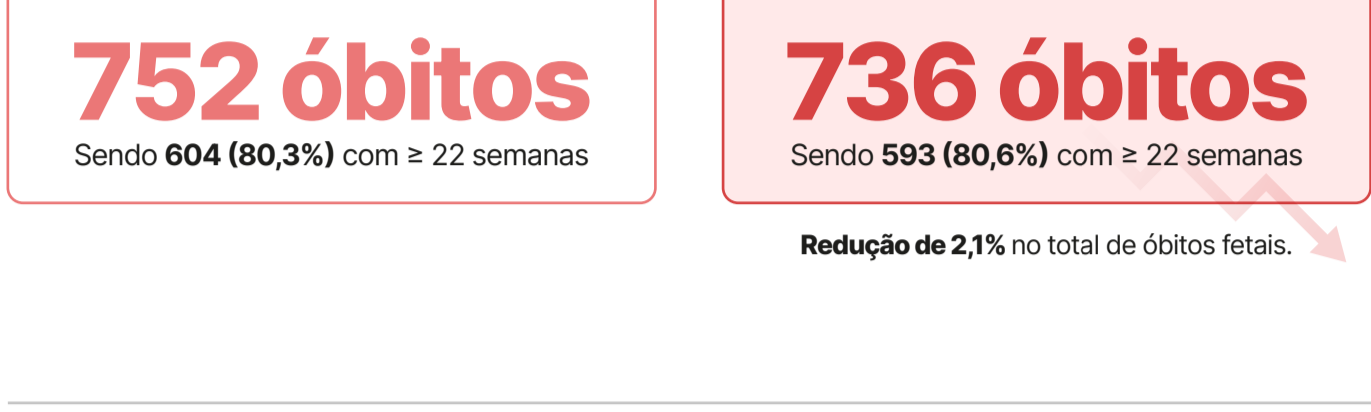 752 óbitos
Sendo 604 (80,3%) com ≥ 22 semanas
736 óbitos
Sendo 593 (80,6%) com ≥ 22 semanas
Redução de 2,1% no total de óbitos fetais.